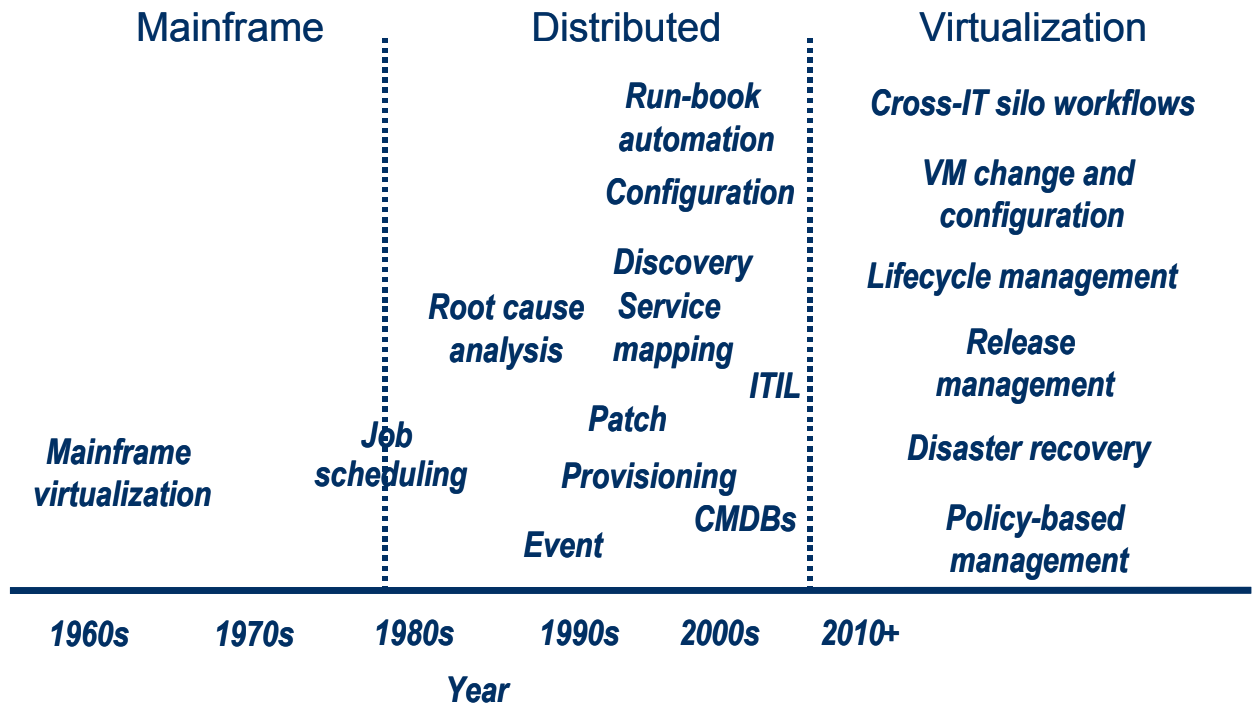 Mainframe
Distributed
Virtualization
Mainframe
virtualization
Job
scheduling
Run-book
automation
Configuration
Discovery
Root cause
analysis
Service
mapping
ITIL
Patch
Provisioning
CMDBs
Event
Cross-IT silo workflows
VM change and
configuration
Lifecycle management
Release
management
Disaster recovery
Policy-based
management
1960s
1970s
1980s
1990s
2000s
2010+
Year